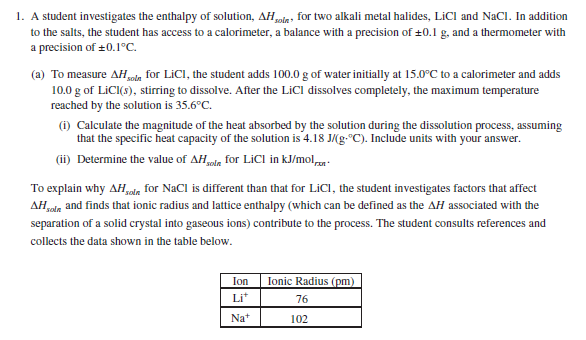 1. A student investigates the enthalpy of solution, ΔHsoln, for two alkali metal halides, LiCl and NaCl. In addition
to the salts, the student has access to a calorimeter, a balance with a precision of ±0.1 g, and a thermometer with
a precision of ±0.1°C.
(a) To measure ΔHsoln for LiCl, the student adds 100.0 g of water initially at 15.0°C to a calorimeter and adds
10.0 g of LiCl(s), stirring to dissolve. After the LiCl dissolves completely, the maximum temperature
reached by the solution is 35.6°C.
(i) Calculate the magnitude of the heat absorbed by the solution during the dissolution process, assuming
that the specific heat capacity of the solution is 4.18 J/(g·°C). Include units with your answer.
(ii) Determine the value of ΔHsoln for LiCl in kJ/molrxn.
To explain why ΔHsoln for NaCl is different than that for LiCl, the student investigates factors that affect
ΔHsoln and finds that ionic radius and lattice enthalpy (which can be defined as the ΔH associated with the
separation of a solid crystal into gaseous ions) contribute to the process. The student consults references and
collects the data shown in the table below.
Ion Ionic Radius (pm)
Li+ 76
Na+ 102